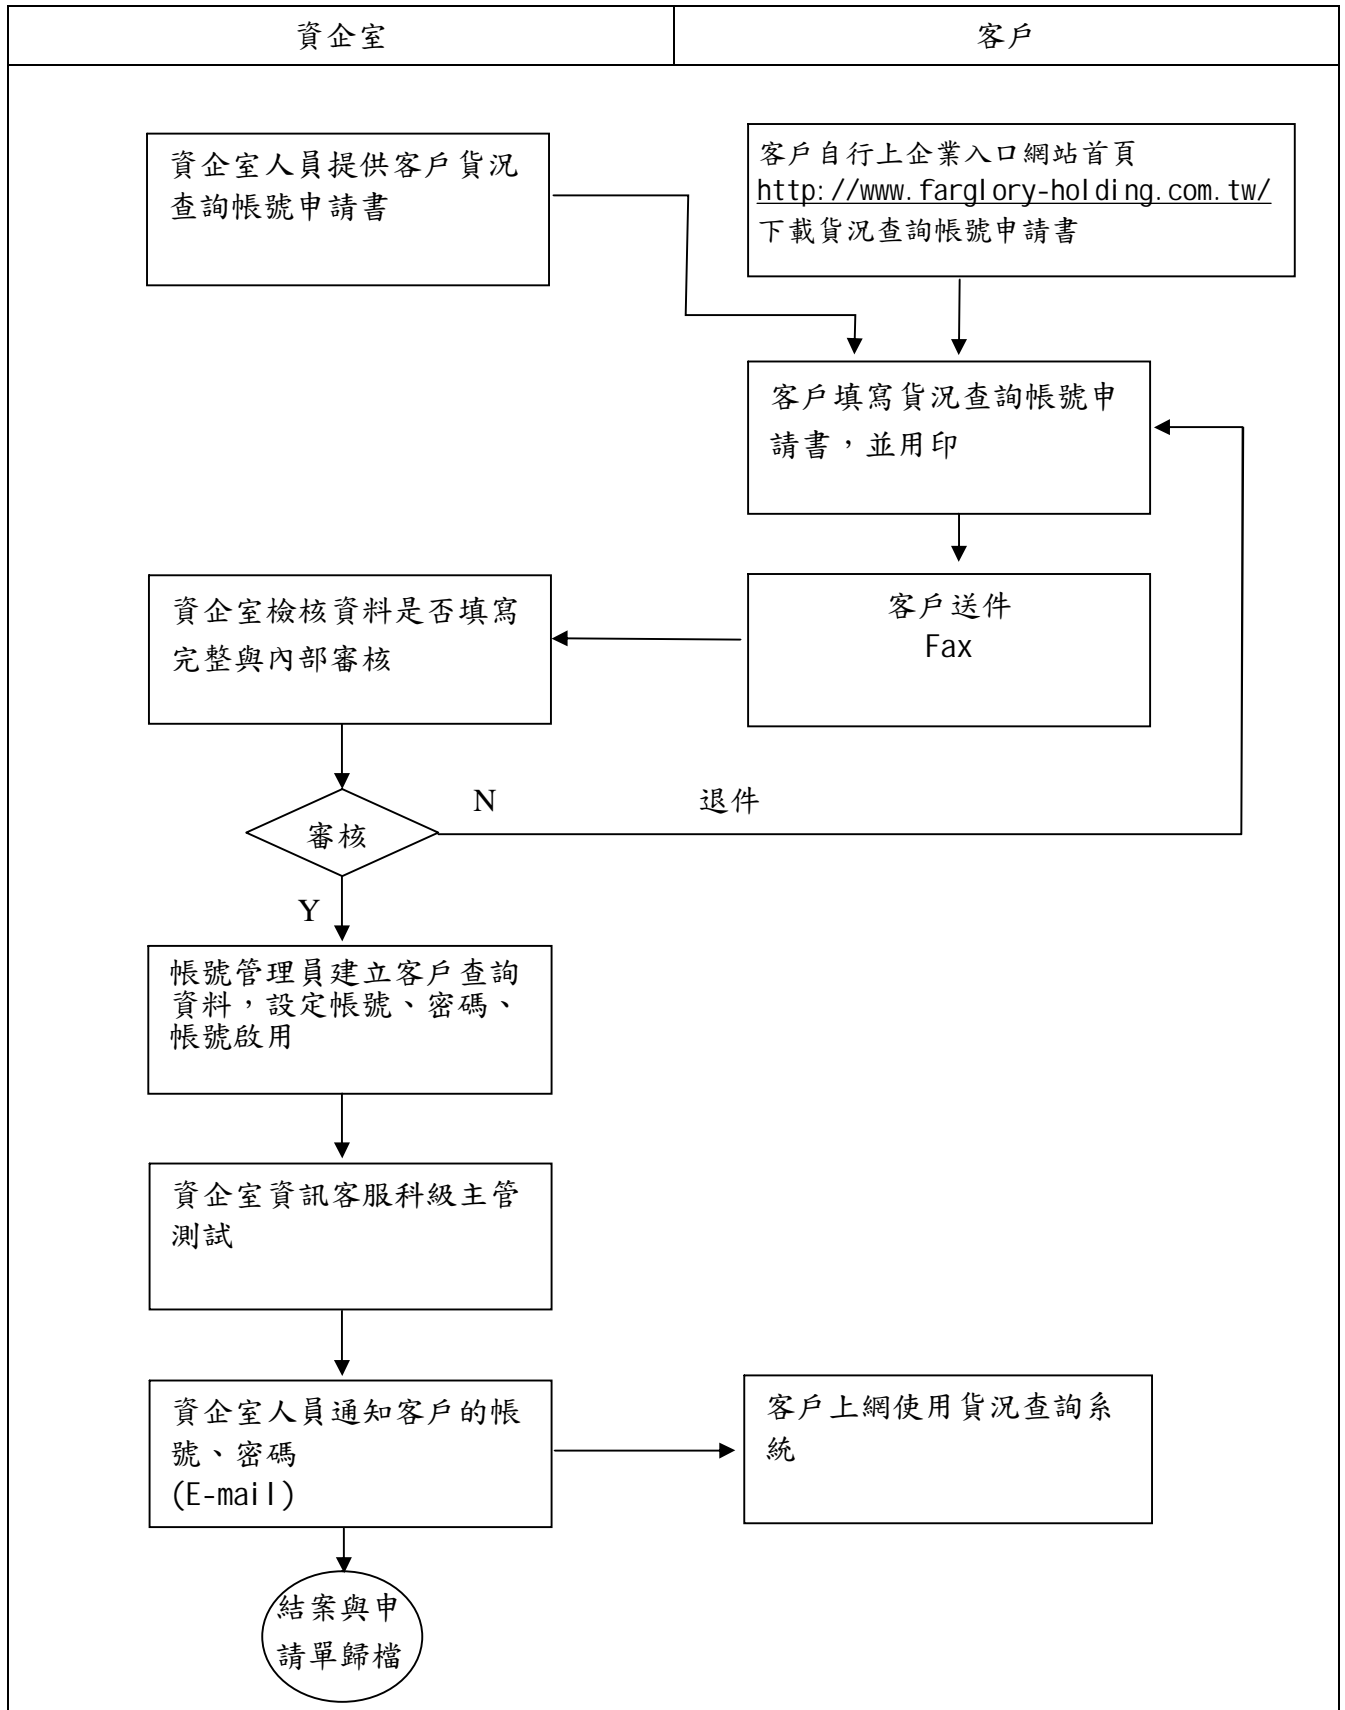 資企室
客戶
資企室人員提供客戶貨況
查詢帳號申請書
客戶自行上企業入口網站首頁
http://www.farglory-holding.com.tw/
下載貨況查詢帳號申請書
客戶填寫貨況查詢帳號申
請書，並用印
資企室檢核資料是否填寫
完整與內部審核
客戶送件
Fax
審核
N
退件
Y
帳號管理員建立客戶查詢
資料，設定帳號、密碼、
帳號啟用
資企室資訊客服科級主管
測試
資企室人員通知客戶的帳
號、密碼
(E-mail)
客戶上網使用貨況查詢系
統
結案與申
請單歸檔